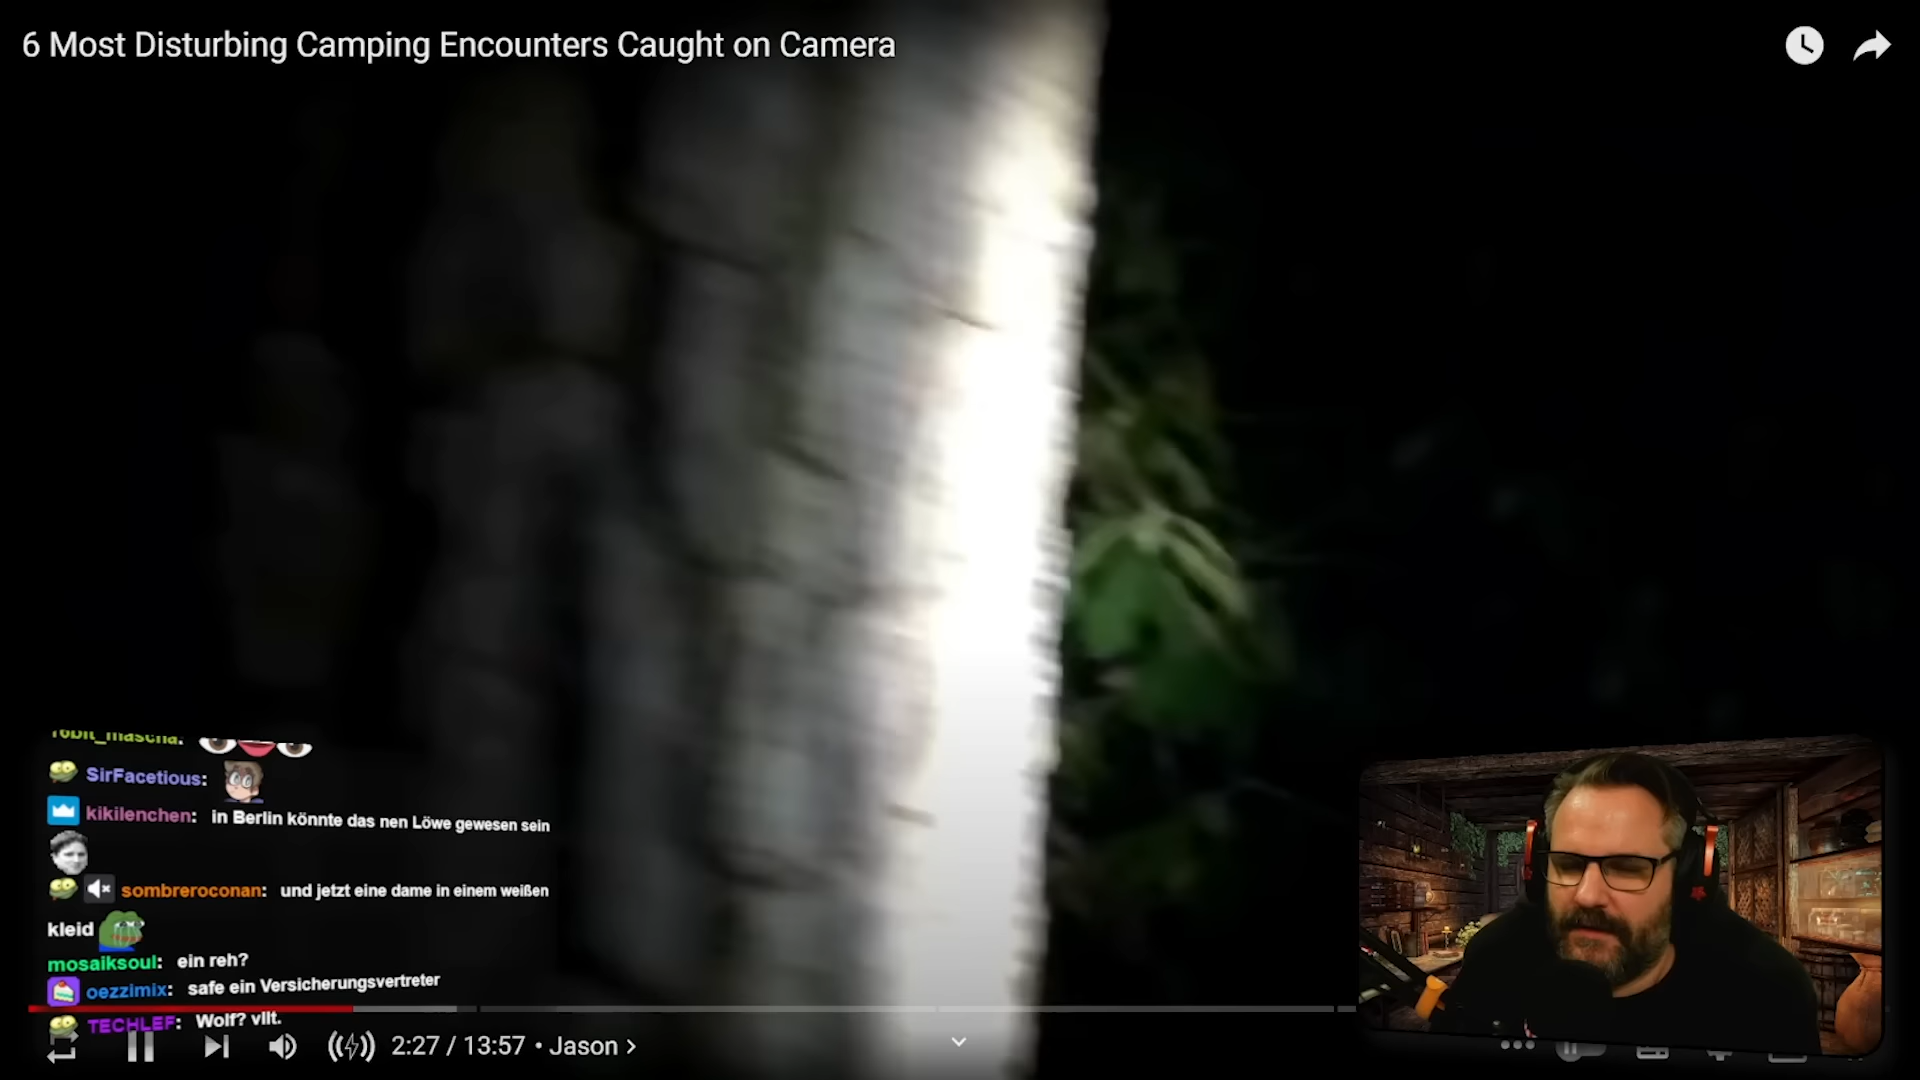 6 Most Disturbing Camping Encounters Caught on Camera
robit_mascha:
SirFacetious:
kikilenchen: in Berlin könnte das nen Löwe gewesen sein
sombreroconan: und jetzt eine dame in einem weißen
kleid
mosaiksoul: ein reh?
oezzimix: safe ein Versicherungsvertreter
TECHLEF: Wolf? vllt.
2:27 / 13:57 • Jason >